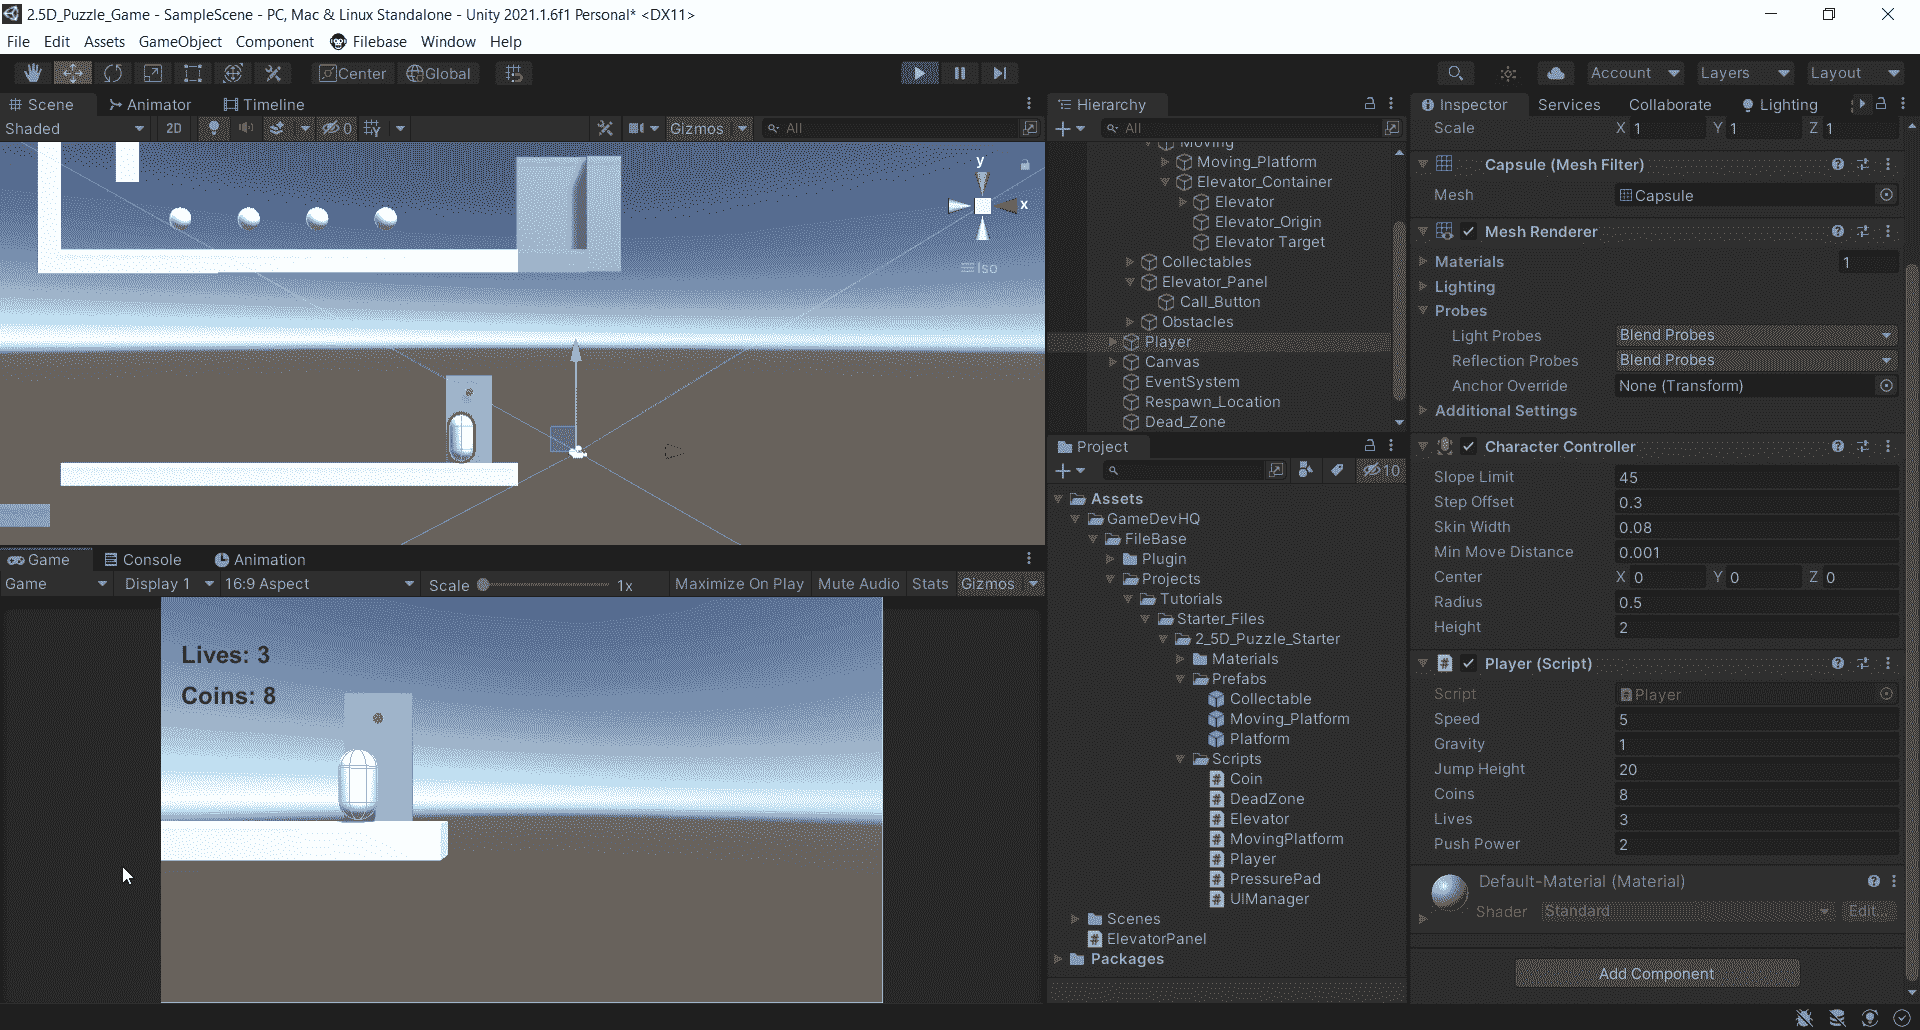 2.5D_Puzzle_Game - SampleScene - PC, Mac & Linux Standalone - Unity 2021.1.6f1 Personal* <DX11>
File Edit Assets GameObject Component Filebase Window Help
Center Global Account Layers Layout
Scene Animator Timeline
Shaded 2D 0 Gizmos All
y
x
Iso
Game Console Animation
Game Display 1 16:9 Aspect Scale 1x Maximize On Play Mute Audio Stats Gizmos
Lives: 3
Coins: 8
Hierarchy
All
Moving
Moving_Platform
Elevator_Container
Elevator
Elevator_Origin
Elevator Target
Collectables
Elevator_Panel
Call_Button
Obstacles
Player
Canvas
EventSystem
Respawn_Location
Dead_Zone
Project
10
Assets
GameDevHQ
FileBase
Plugin
Projects
Tutorials
Starter_Files
2_5D_Puzzle_Starter
Materials
Prefabs
Collectable
Moving_Platform
Platform
Scripts
Coin
DeadZone
Elevator
MovingPlatform
Player
PressurePad
UIManager
Scenes
ElevatorPanel
Packages
Inspector Services Collaborate Lighting
Scale X 1 Y 1 Z 1
Capsule (Mesh Filter)
Mesh Capsule
Mesh Renderer
Materials 1
Lighting
Probes
Light Probes Blend Probes
Reflection Probes Blend Probes
Anchor Override None (Transform)
Additional Settings
Character Controller
Slope Limit 45
Step Offset 0.3
Skin Width 0.08
Min Move Distance 0.001
Center X 0 Y 0 Z 0
Radius 0.5
Height 2
Player (Script)
Script Player
Speed 5
Gravity 1
Jump Height 20
Coins 8
Lives 3
Push Power 2
Default-Material (Material)
Shader Standard Edit...
Add Component